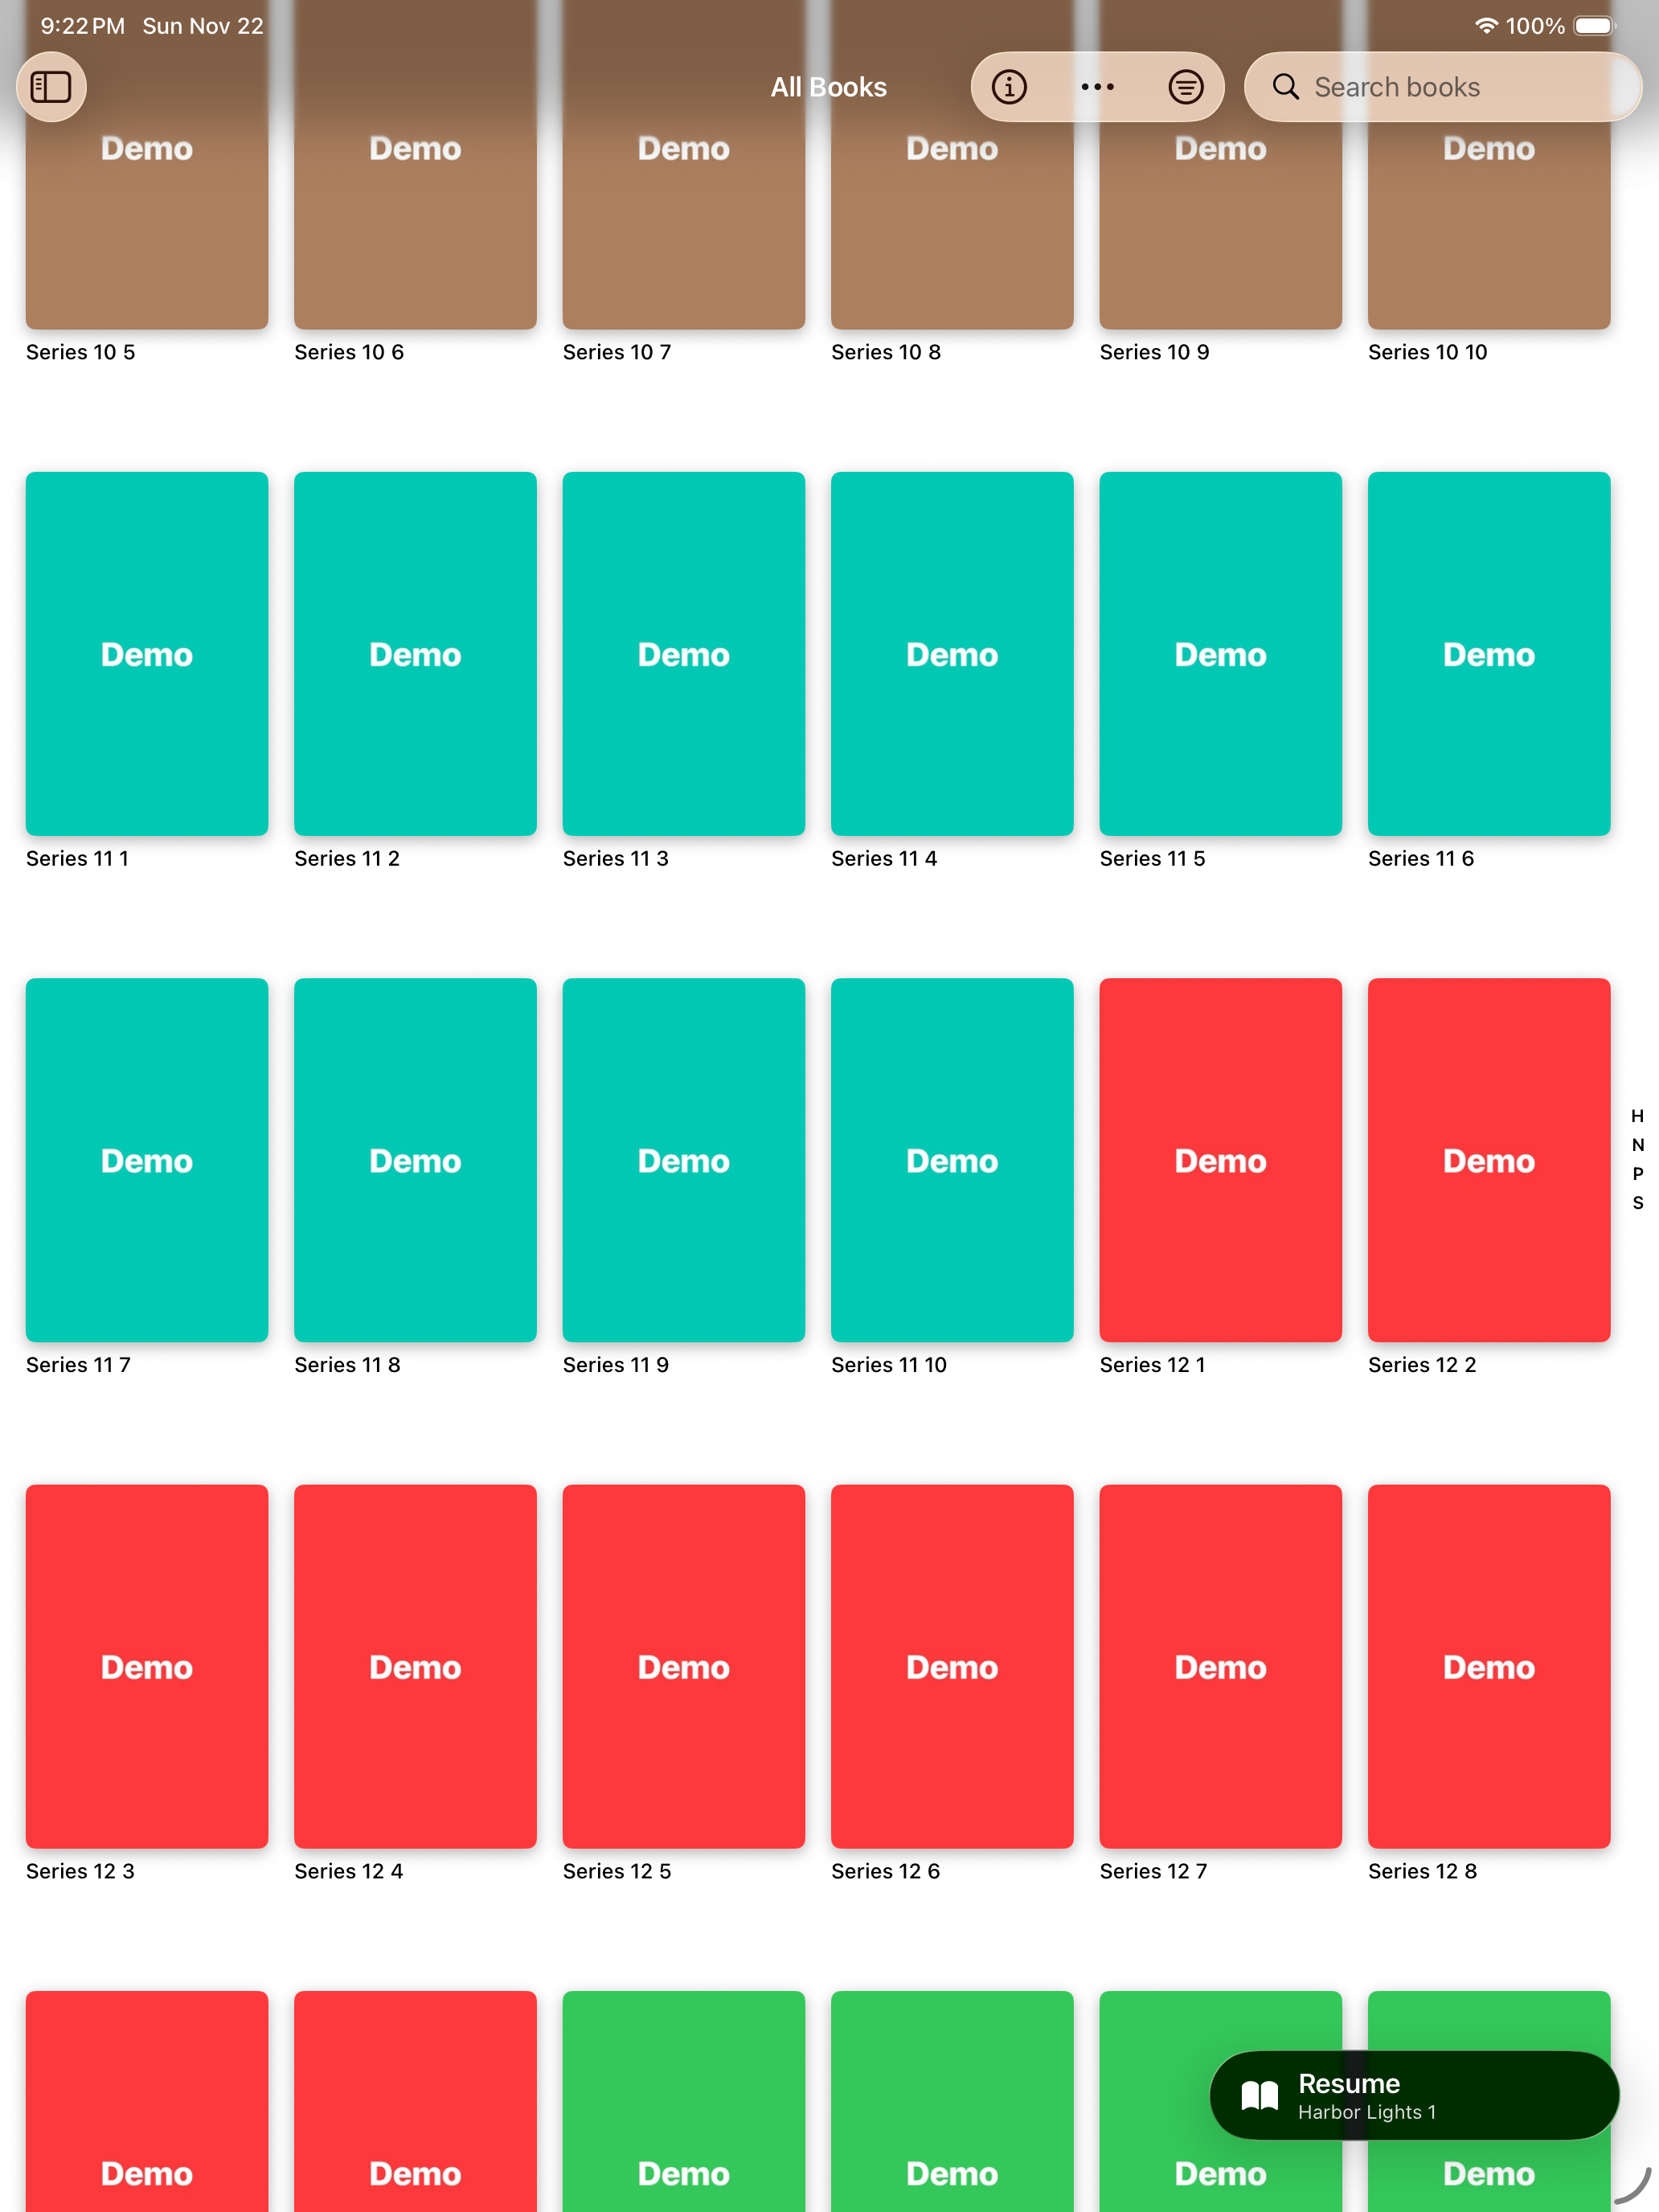 9:22 PM Sun Nov 22
100%
All Books
Search books
Demo Demo Demo Demo Demo Demo
Series 10 5 Series 10 6 Series 10 7 Series 10 8 Series 10 9 Series 10 10
Demo Demo Demo Demo Demo Demo
Series 11 1 Series 11 2 Series 11 3 Series 11 4 Series 11 5 Series 11 6
Demo Demo Demo Demo Demo Demo
Series 11 7 Series 11 8 Series 11 9 Series 11 10 Series 12 1 Series 12 2
H
N
P
S
Demo Demo Demo Demo Demo Demo
Series 12 3 Series 12 4 Series 12 5 Series 12 6 Series 12 7 Series 12 8
Resume
Harbor Lights 1
Demo Demo Demo Demo Demo Demo